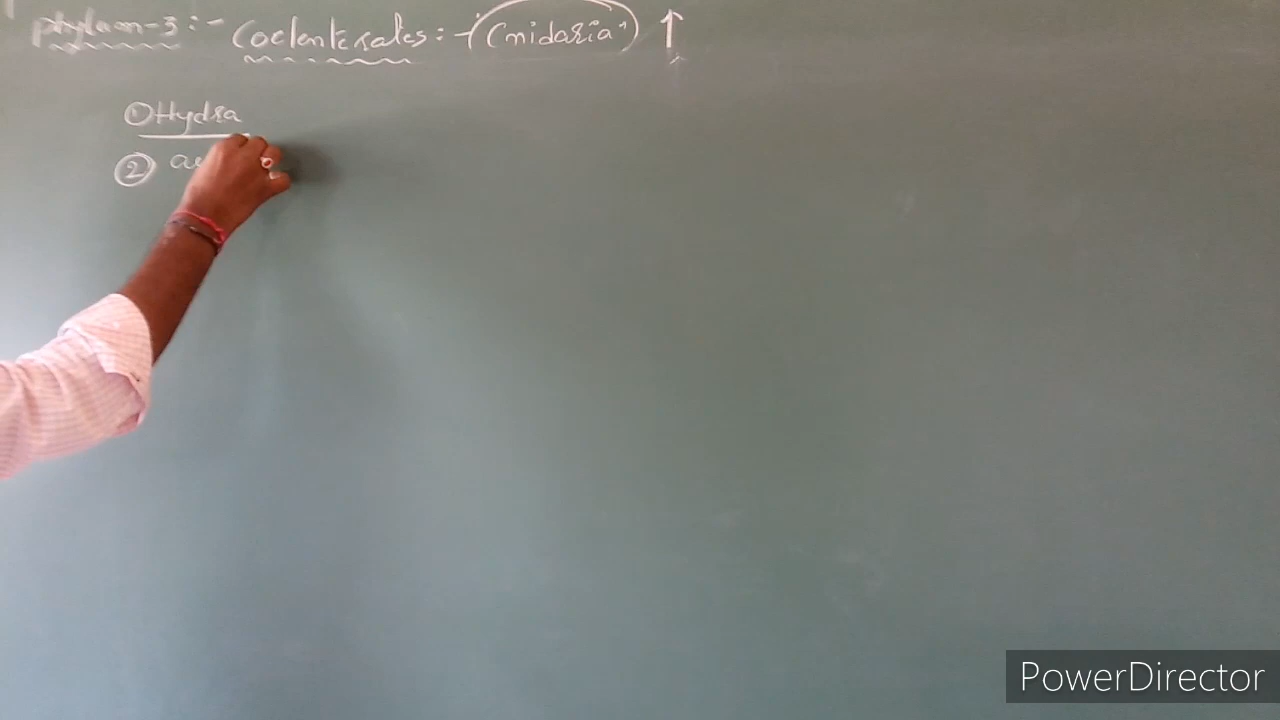 phylum-3:- Coelenterates:- (Cnidaria) ↑
① Hydra
②
PowerDirector